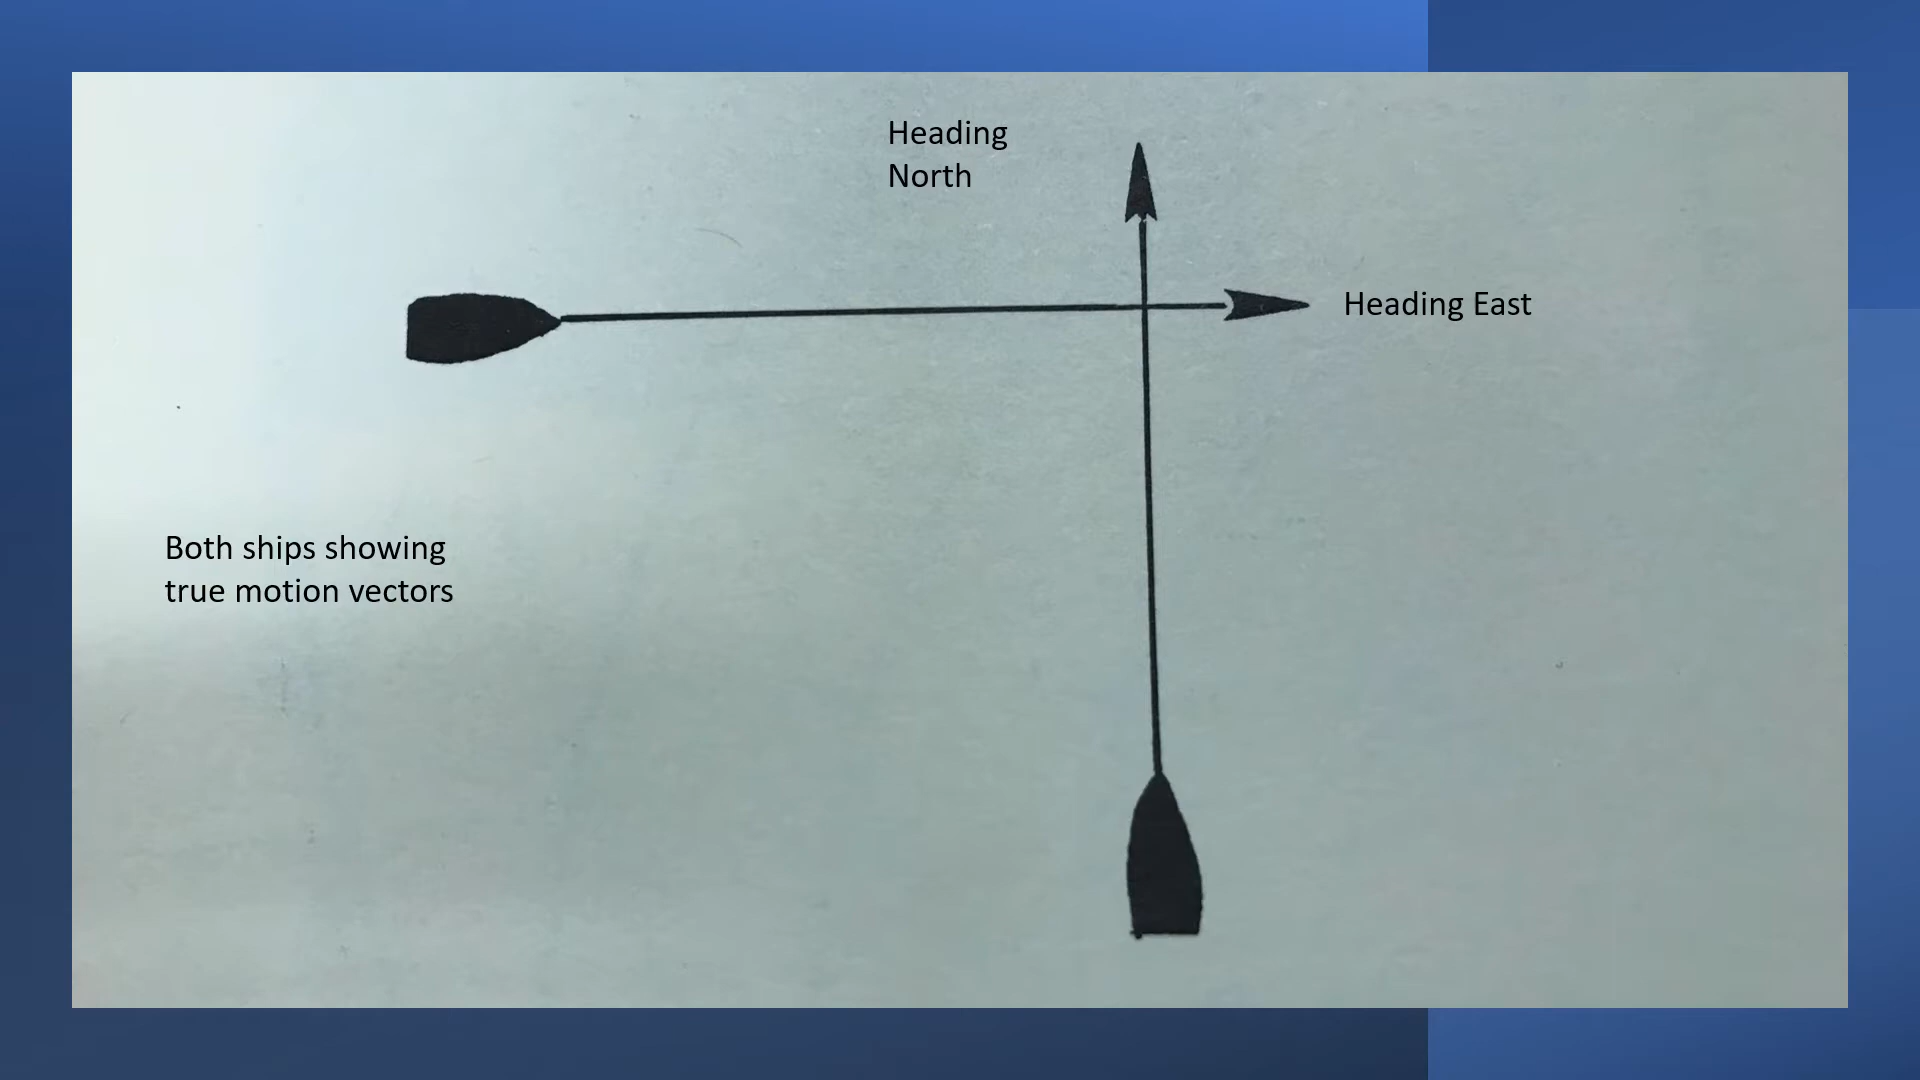 Heading
North
Heading East
Both ships showing
true motion vectors